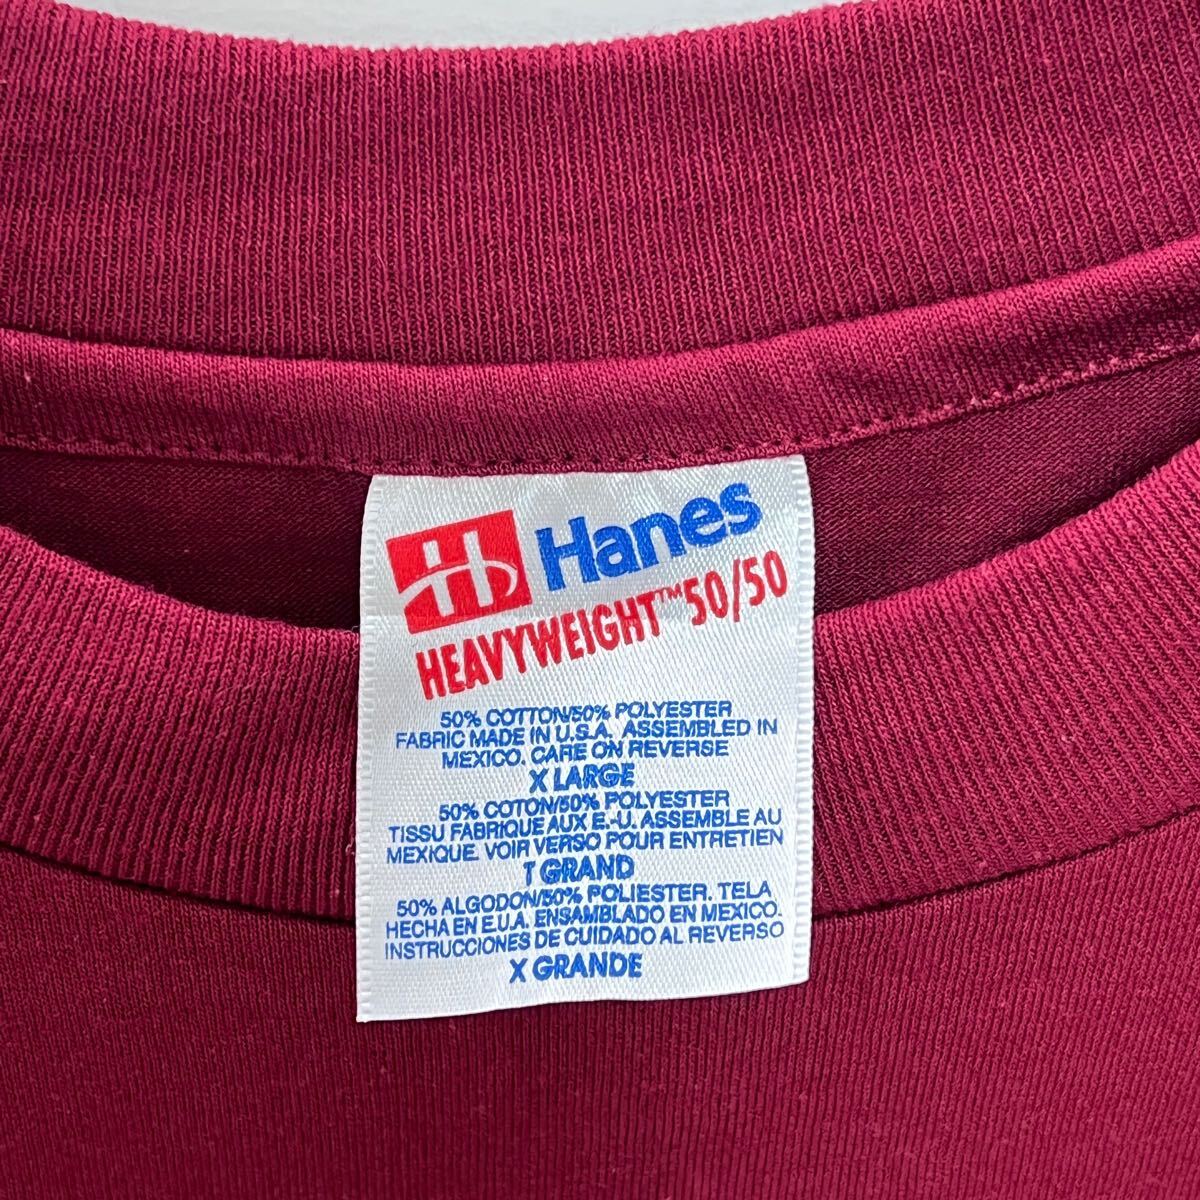 Hanes
HEAVYWEIGHT™ 50/50
50% COTTON/50% POLYESTER
FABRIC MADE IN U.S.A. ASSEMBLED IN
MEXICO. CARE ON REVERSE
X LARGE
50% COTON/50% POLYESTER
TISSU FABRIQUE AUX E.-U. ASSEMBLE AU
MEXIQUE. VOIR VERSO POUR ENTRETIEN
T GRAND
50% ALGODON/50% POLIESTER. TELA
HECHA EN E.U.A. ENSAMBLADO EN MEXICO.
INSTRUCCIONES DE CUIDADO AL REVERSO
X GRANDE